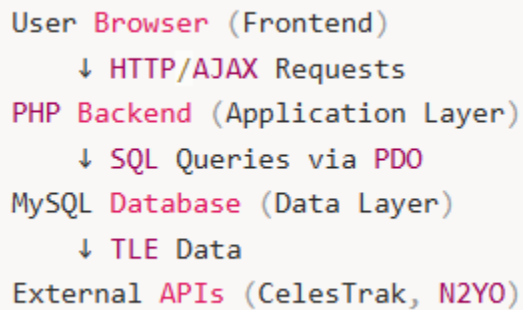 User Browser (Frontend)
↓ HTTP/AJAX Requests
PHP Backend (Application Layer)
↓ SQL Queries via PDO
MySQL Database (Data Layer)
↓ TLE Data
External APIs (CelesTrak, N2YO)